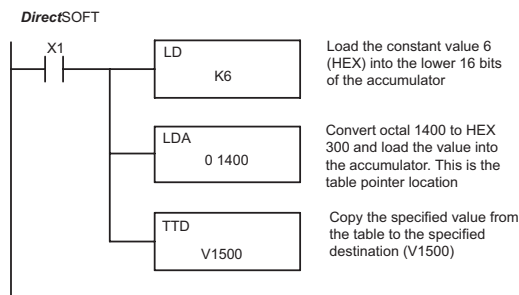 DirectSOFT
X1
LD
K6
Load the constant value 6
(HEX) into the lower 16 bits
of the accumulator
LDA
0 1400
Convert octal 1400 to HEX
300 and load the value into
the accumulator. This is the
table pointer location
TTD
V1500
Copy the specified value from
the table to the specified
destination (V1500)